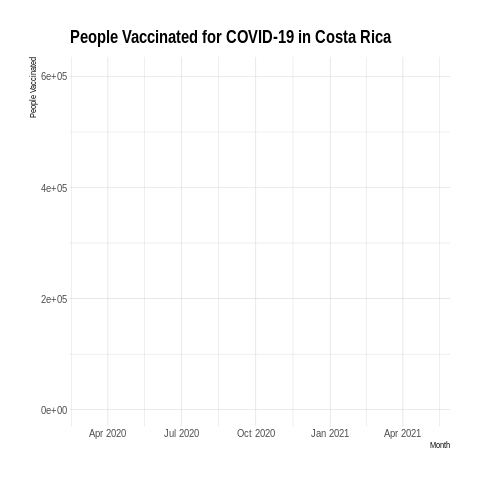 People Vaccinated for COVID-19 in Costa Rica
People Vaccinated
6e+05
4e+05
2e+05
0e+00
Apr 2020 Jul 2020 Oct 2020 Jan 2021 Apr 2021
Month